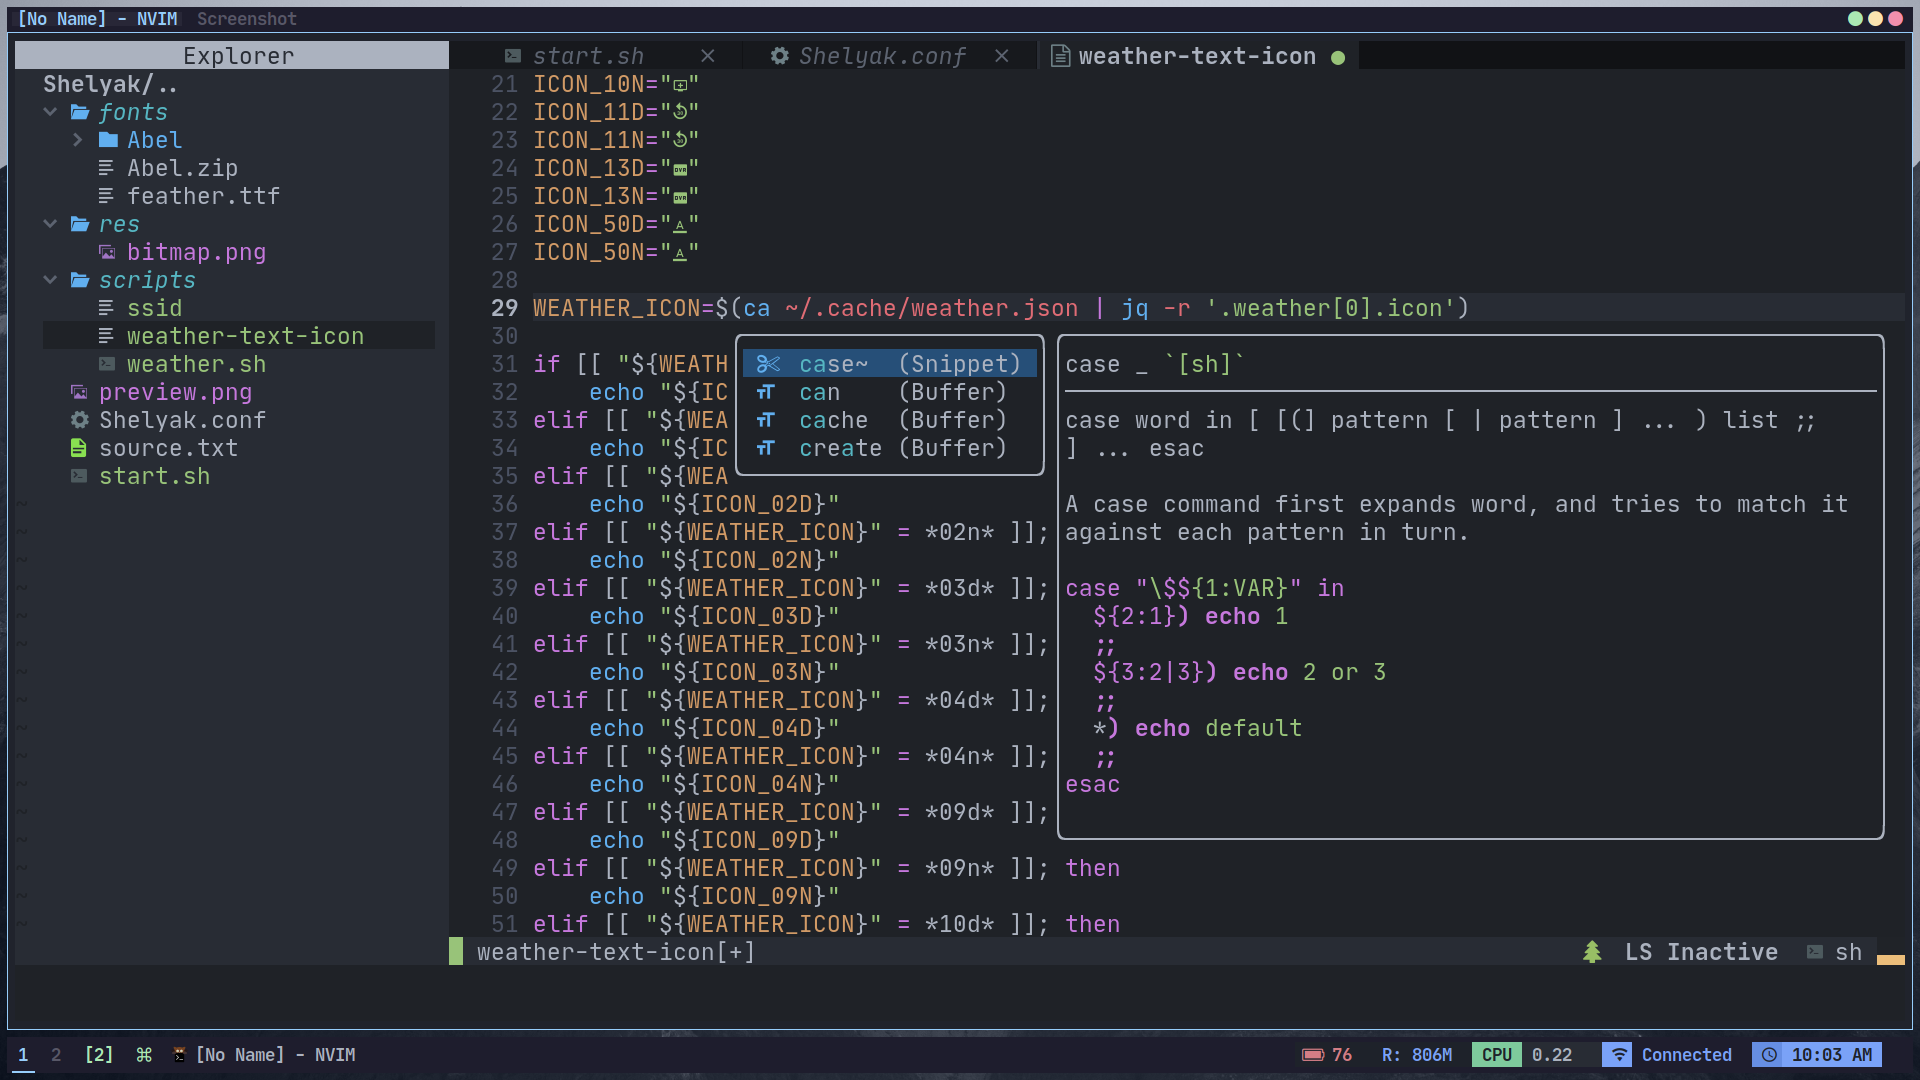 [No Name] - NVIM Screenshot
Explorer
Shelyak/..
fonts
Abel
Abel.zip
feather.ttf
res
bitmap.png
scripts
ssid
weather-text-icon
weather.sh
preview.png
Shelyak.conf
source.txt
start.sh
start.sh
Shelyak.conf
weather-text-icon
21 ICON_10N=""
22 ICON_11D=""
23 ICON_11N=""
24 ICON_13D=""
25 ICON_13N=""
26 ICON_50D=""
27 ICON_50N=""
28
29 WEATHER_ICON=$(ca ~/.cache/weather.json | jq -r '.weather[0].icon')
30
31 if [[ "${WEATH
32 echo "${IC
33 elif [[ "${WEA
34 echo "${IC
35 elif [[ "${WEA
36 echo "${ICON_02D}"
37 elif [[ "${WEATHER_ICON}" = *02n* ]];
38 echo "${ICON_02N}"
39 elif [[ "${WEATHER_ICON}" = *03d* ]];
40 echo "${ICON_03D}"
41 elif [[ "${WEATHER_ICON}" = *03n* ]];
42 echo "${ICON_03N}"
43 elif [[ "${WEATHER_ICON}" = *04d* ]];
44 echo "${ICON_04D}"
45 elif [[ "${WEATHER_ICON}" = *04n* ]];
46 echo "${ICON_04N}"
47 elif [[ "${WEATHER_ICON}" = *09d* ]];
48 echo "${ICON_09D}"
49 elif [[ "${WEATHER_ICON}" = *09n* ]]; then
50 echo "${ICON_09N}"
51 elif [[ "${WEATHER_ICON}" = *10d* ]]; then
case~ (Snippet)
can (Buffer)
cache (Buffer)
create (Buffer)
case _ `[sh]`
case word in [ [(] pattern [ | pattern ] ... ) list ;;
] ... esac
A case command first expands word, and tries to match it
against each pattern in turn.
case "\$${1:VAR}" in
${2:1}) echo 1
;;
${3:2|3}) echo 2 or 3
;;
*) echo default
;;
esac
weather-text-icon[+]
LS Inactive sh
1 2 [2] ⌘ [No Name] - NVIM
76 R: 806M CPU 0.22 Connected 10:03 AM